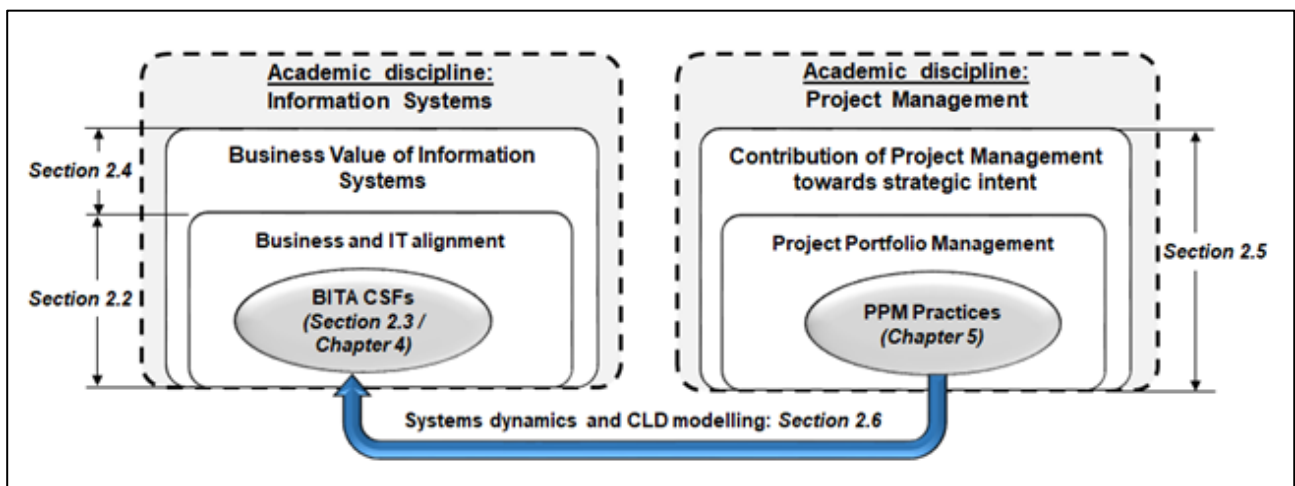 Academic discipline:
Information Systems
Business Value of Information
Systems
Section 2.4
Business and IT alignment
Section 2.2
BITA CSFs
(Section 2.3 /
Chapter 4)
Academic discipline:
Project Management
Contribution of Project Management
towards strategic intent
Project Portfolio Management
Section 2.5
PPM Practices
(Chapter 5)
Systems dynamics and CLD modelling: Section 2.6